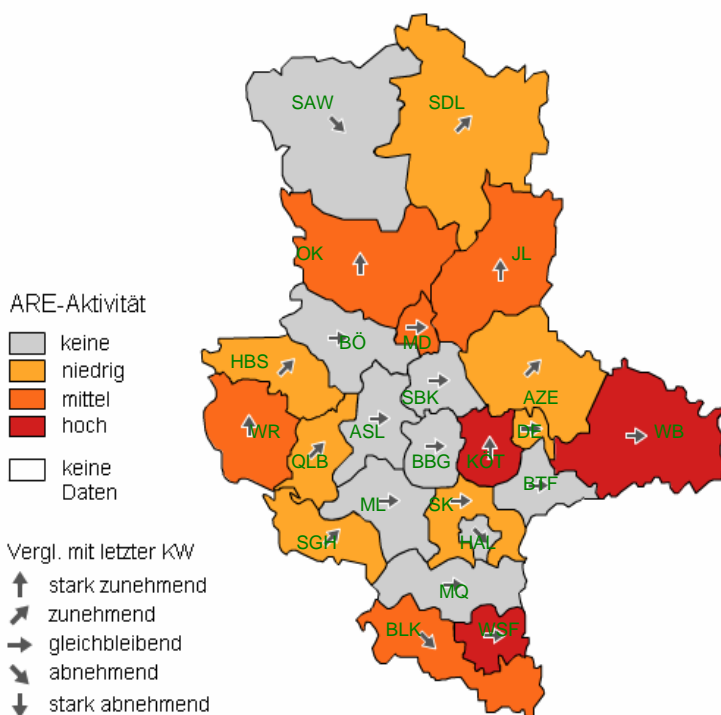 SAW
SDL
OK
JL
ARE-Aktivität
keine
niedrig
mittel
hoch
keine
Daten
BÖ
MD
HBS
SBK
AZE
WR
ASL
DE
WB
QLB
BBG
KÖT
BTF
ML
SK
SGH
HAL
MQ
BLK
WSF
Vergl. mit letzter KW
stark zunehmend
zunehmend
gleichbleibend
abnehmend
stark abnehmend